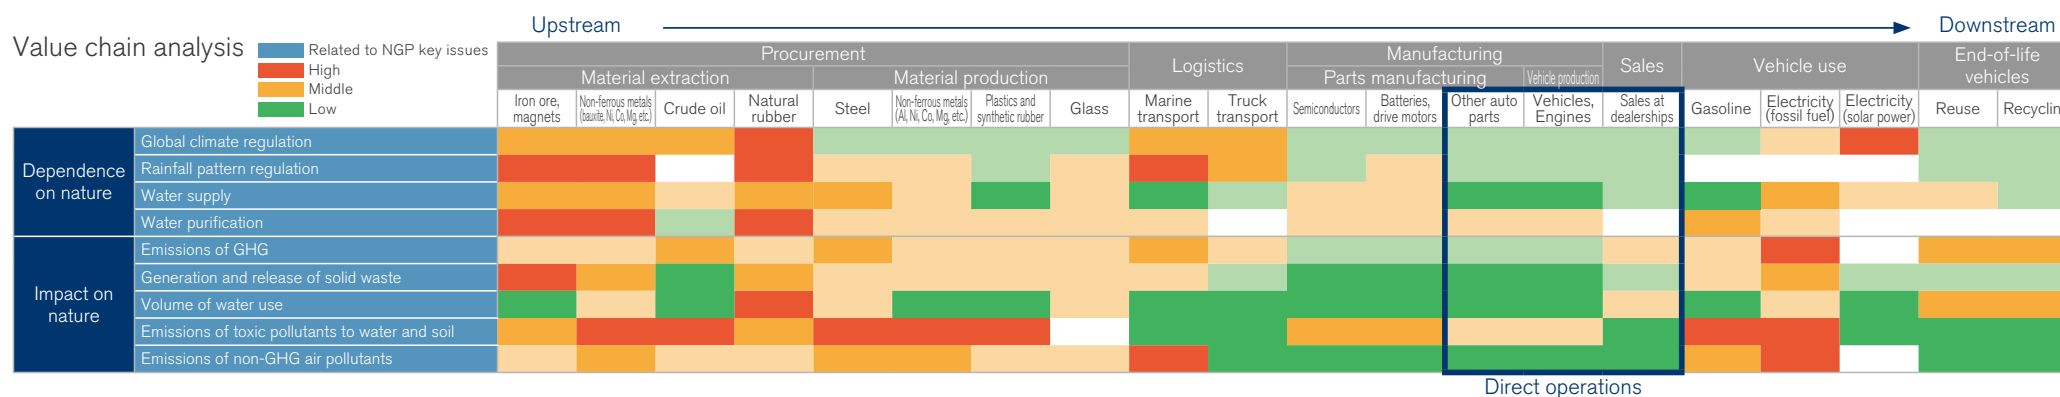 Upstream
Downstream
Value chain analysis
Related to NGP key issues
High
Middle
Low
Procurement
Logistics
Manufacturing
Sales
Vehicle use
End-of-life
vehicles
Material extraction
Material production
Parts manufacturing
Vehicle production
Iron ore,
magnets
Non-ferrous metals
(bauxite, Ni, Co, Mg, etc.)
Crude oil
Natural
rubber
Steel
Non-ferrous metals
(Al, Ni, Co, Mg, etc.)
Plastics and
synthetic rubber
Glass
Marine
transport
Truck
transport
Semiconductors
Batteries,
drive motors
Other auto
parts
Vehicles,
Engines
Sales at
dealerships
Gasoline
Electricity
(fossil fuel)
Electricity
(solar power)
Reuse
Recyclin
Dependence
on nature
Global climate regulation
Rainfall pattern regulation
Water supply
Water purification
Impact on
nature
Emissions of GHG
Generation and release of solid waste
Volume of water use
Emissions of toxic pollutants to water and soil
Emissions of non-GHG air pollutants
Direct operations